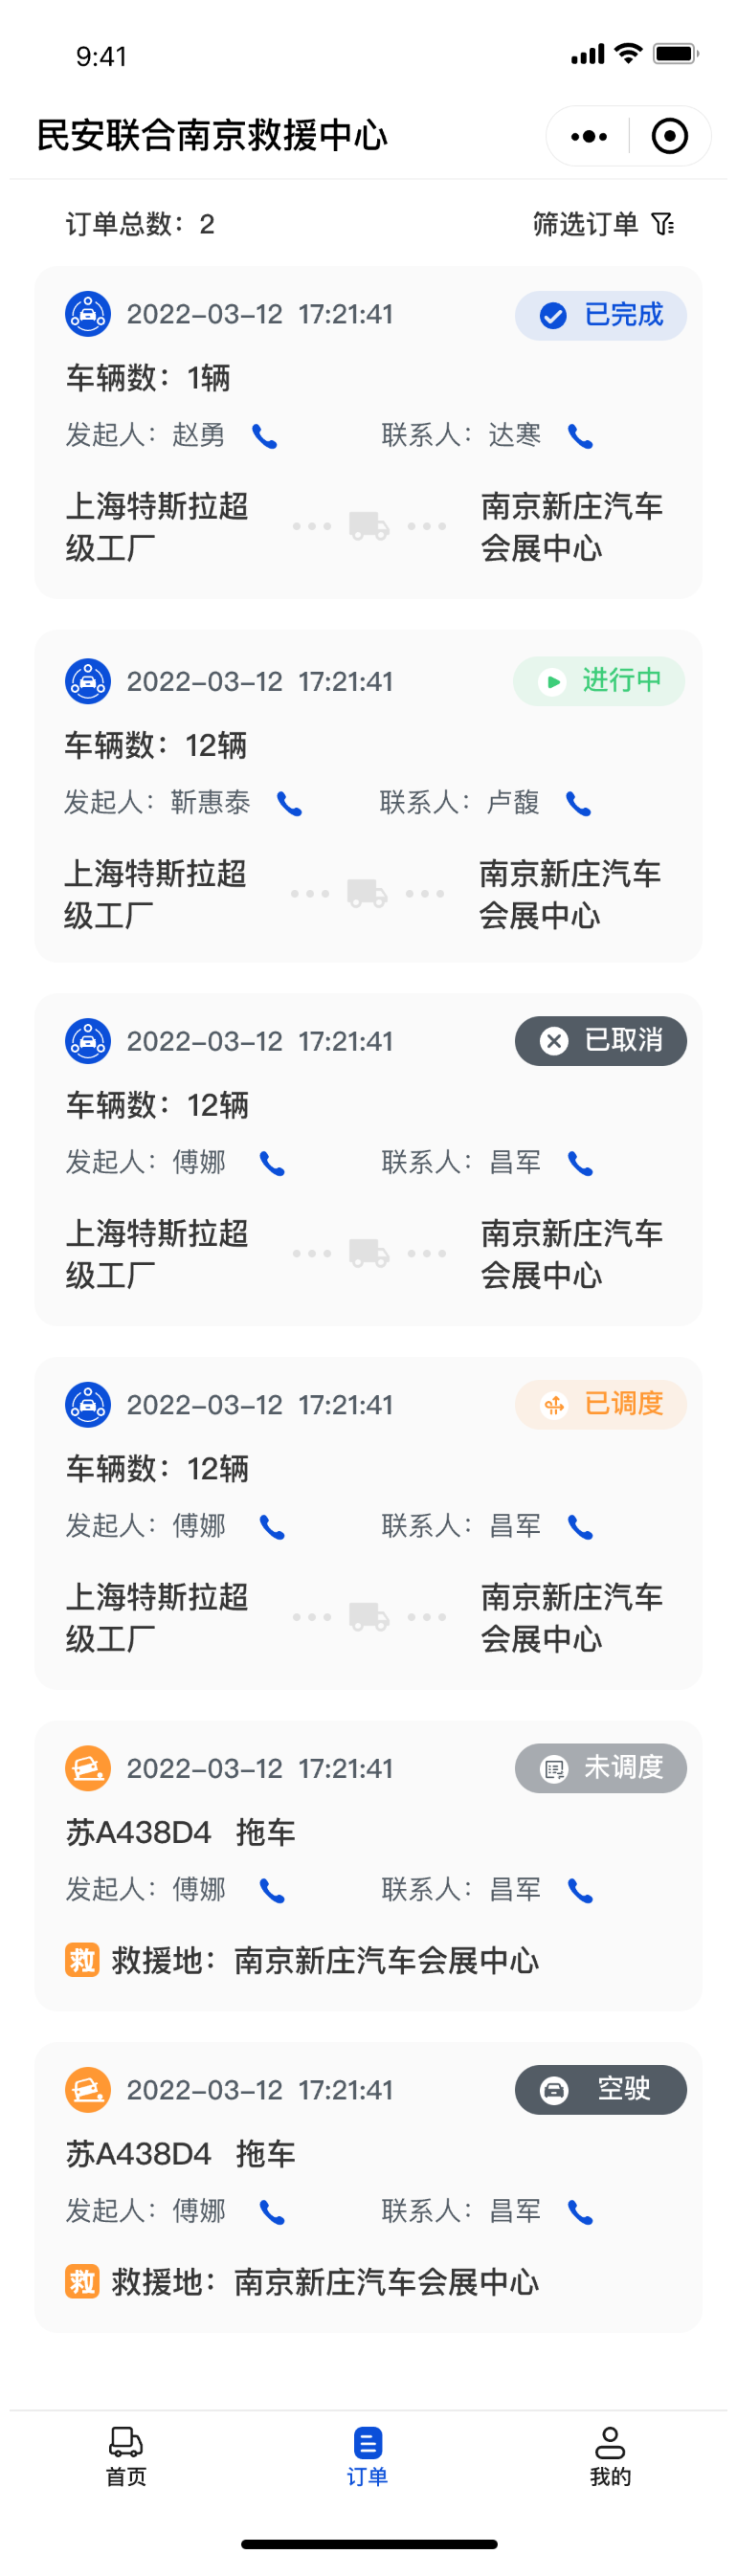 9:41
民安联合南京救援中心
订单总数：2 筛选订单
2022-03-12 17:21:41 已完成
车辆数：1辆
发起人：赵勇 联系人：达寒
上海特斯拉超 南京新庄汽车
级工厂 会展中心
2022-03-12 17:21:41 进行中
车辆数：12辆
发起人：靳惠泰 联系人：卢馥
上海特斯拉超 南京新庄汽车
级工厂 会展中心
2022-03-12 17:21:41 已取消
车辆数：12辆
发起人：傅娜 联系人：昌军
上海特斯拉超 南京新庄汽车
级工厂 会展中心
2022-03-12 17:21:41 已调度
车辆数：12辆
发起人：傅娜 联系人：昌军
上海特斯拉超 南京新庄汽车
级工厂 会展中心
2022-03-12 17:21:41 未调度
苏A438D4 拖车
发起人：傅娜 联系人：昌军
救 救援地：南京新庄汽车会展中心
2022-03-12 17:21:41 空驶
苏A438D4 拖车
发起人：傅娜 联系人：昌军
救 救援地：南京新庄汽车会展中心
首页 订单 我的